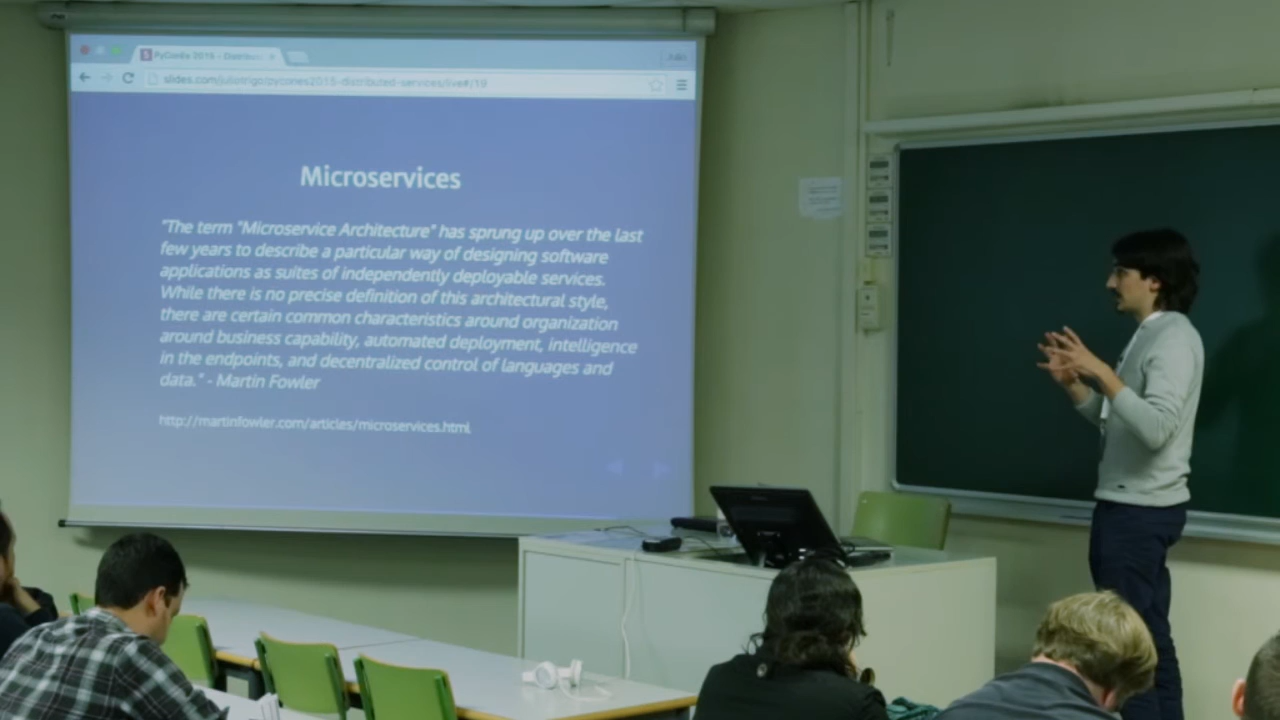 PyConEs 2015 -
slides.com/juliotrigo/pycones2015-distributed-services/live#/19
Microservices
"The term "Microservice Architecture" has sprung up over the last
few years to describe a particular way of designing software
applications as suites of independently deployable services.
While there is no precise definition of this architectural style,
there are certain common characteristics around organization
around business capability, automated deployment, intelligence
in the endpoints, and decentralized control of languages and
data." - Martin Fowler
http://martinfowler.com/articles/microservices.html